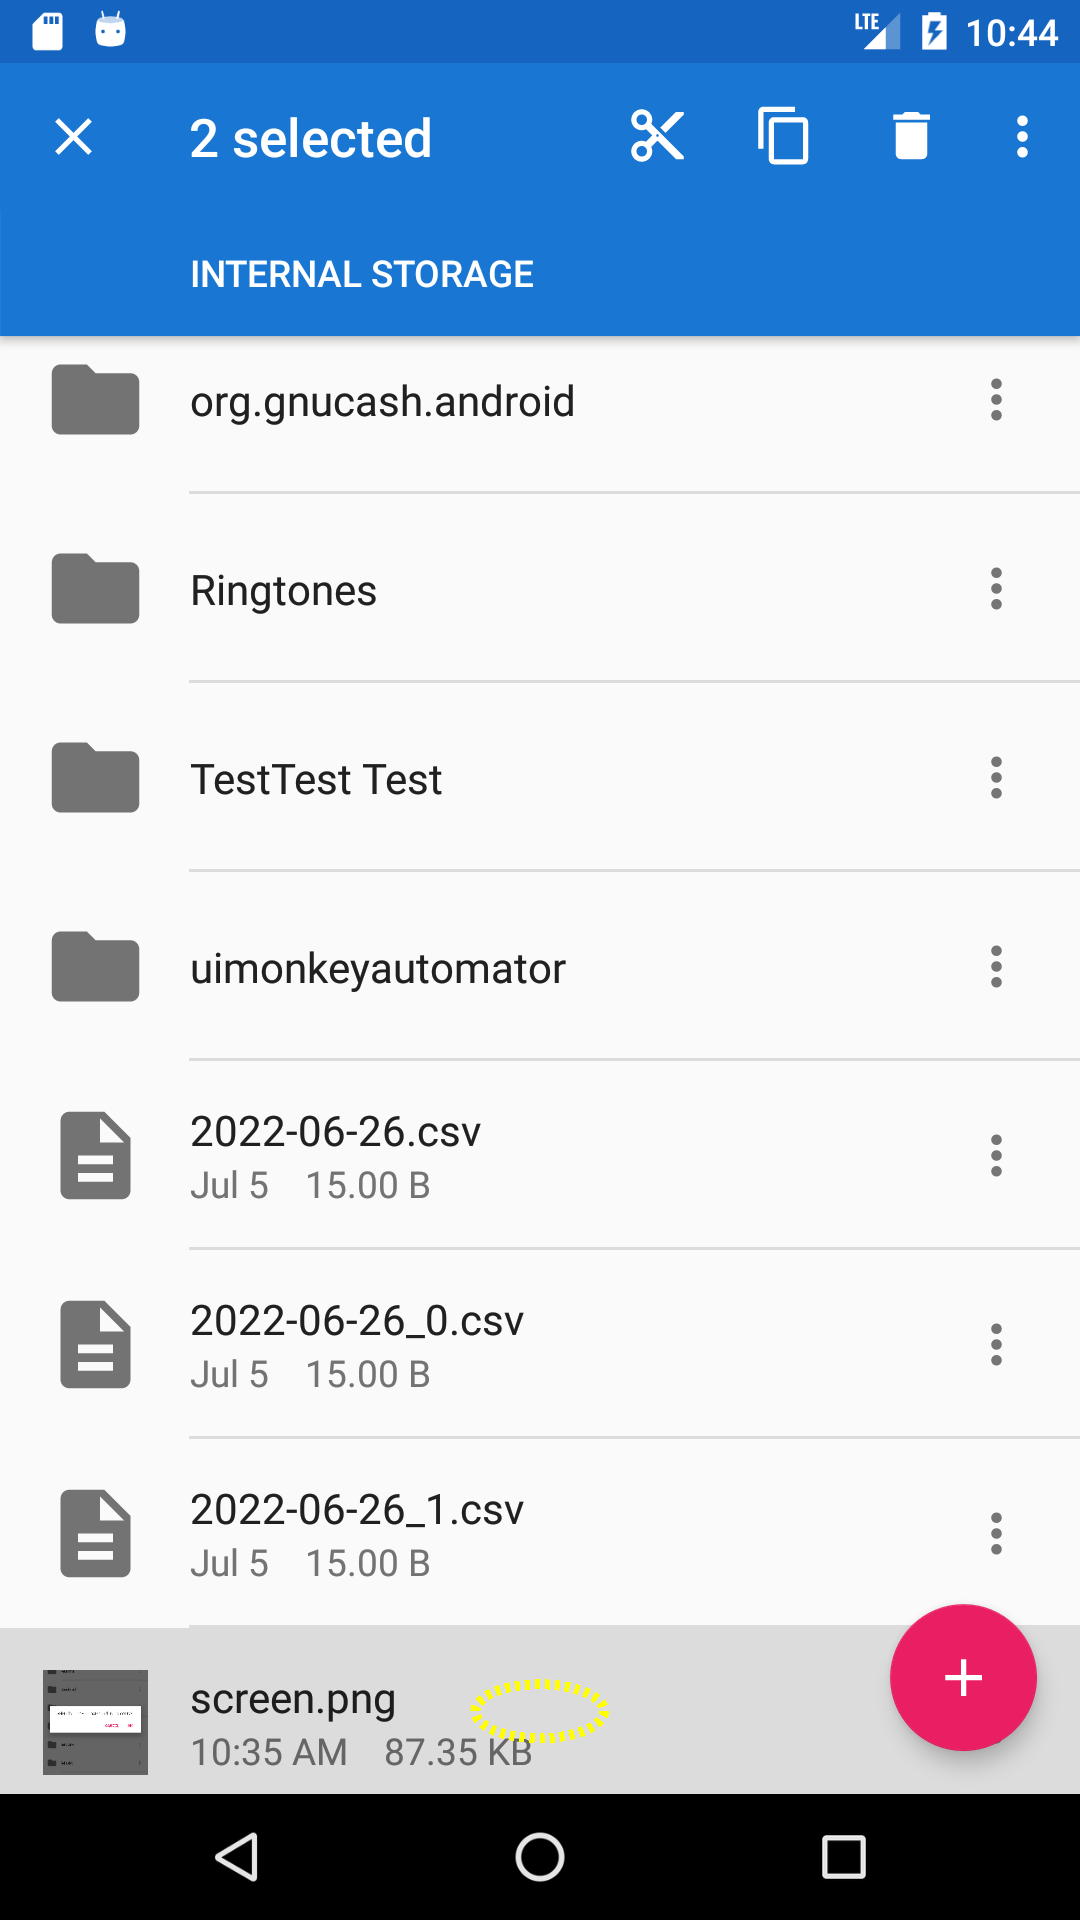 LTE 10:44
2 selected
INTERNAL STORAGE
org.gnucash.android
Ringtones
TestTest Test
uimonkeyautomator
2022-06-26.csv
Jul 5 15.00 B
2022-06-26_0.csv
Jul 5 15.00 B
2022-06-26_1.csv
Jul 5 15.00 B
screen.png
10:35 AM 87.35 KB